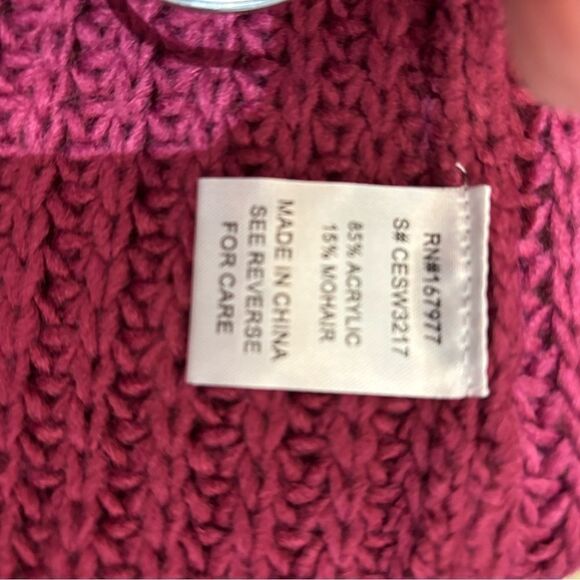 RN#167977
S# CESW3217
85% ACRYLIC
15% MOHAIR
MADE IN CHINA
SEE REVERSE
FOR CARE